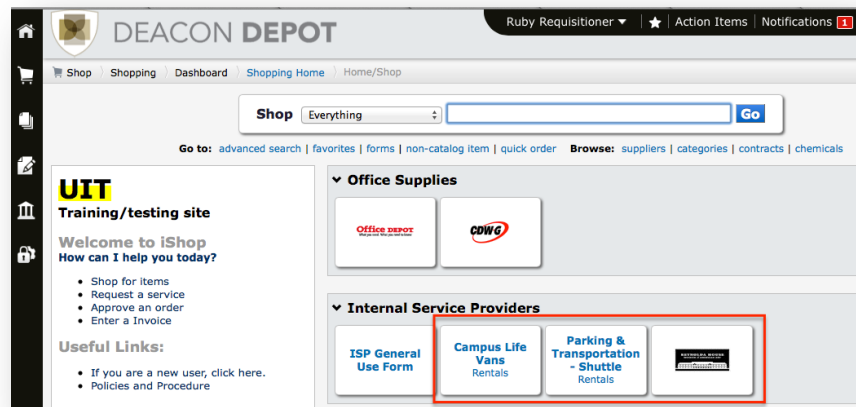 DEACON DEPOT
Ruby Requisitioner Action Items Notifications 1
Shop Shopping Dashboard Shopping Home Home/Shop
Shop Everything Go
Go to: advanced search | favorites | forms | non-catalog item | quick order Browse: suppliers | categories | contracts | chemicals
UIT
Training/testing site
Welcome to iShop
How can I help you today?
Shop for items
Request a service
Approve an order
Enter a Invoice
Useful Links:
If you are a new user, click here.
Policies and Procedure
Office Supplies
Office DEPOT
CDWG
Internal Service Providers
ISP General
Use Form
Campus Life
Vans
Rentals
Parking &
Transportation
- Shuttle
Rentals
REYNOLDA HOUSE